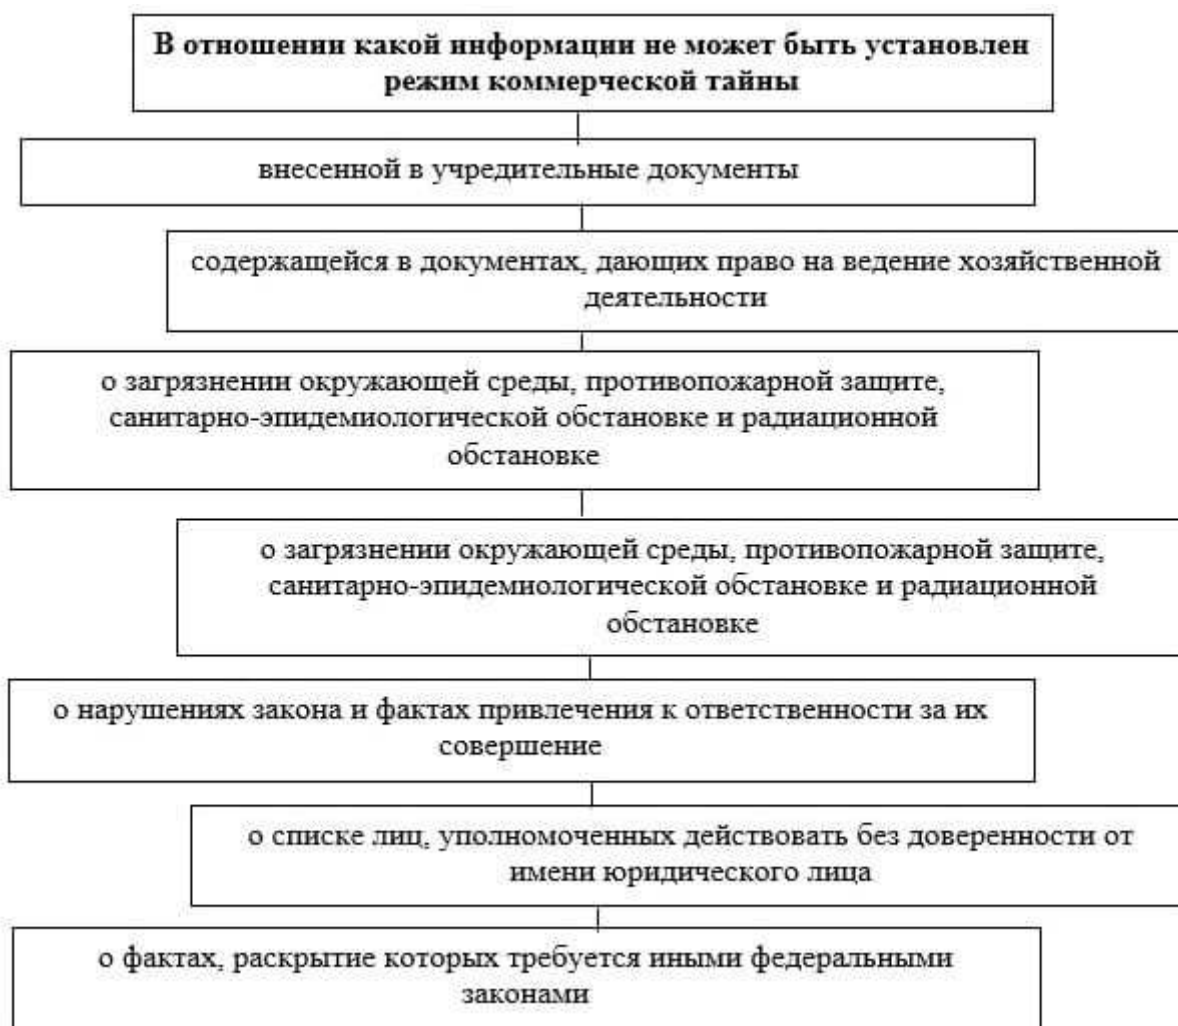 В отношении какой информации не может быть установлен
режим коммерческой тайны
внесенной в учредительные документы
содержащейся в документах, дающих право на ведение хозяйственной
деятельности
о загрязнении окружающей среды, противопожарной защите,
санитарно-эпидемиологической обстановке и радиационной
обстановке
о загрязнении окружающей среды, противопожарной защите,
санитарно-эпидемиологической обстановке и радиационной
обстановке
о нарушениях закона и фактах привлечения к ответственности за их
совершение
о списке лиц, уполномоченных действовать без доверенности от
имени юридического лица
о фактах, раскрытие которых требуется иными федеральными
законами